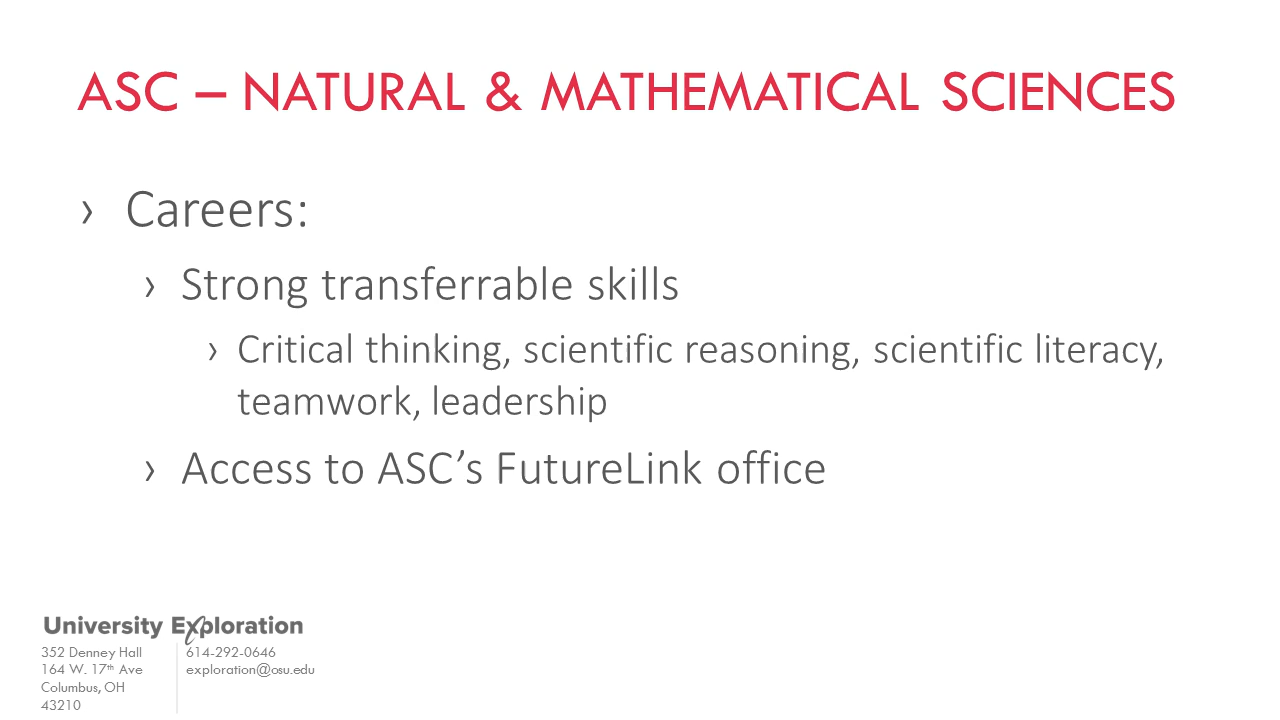 ASC – NATURAL & MATHEMATICAL SCIENCES
› Careers:
› Strong transferrable skills
› Critical thinking, scientific reasoning, scientific literacy,
teamwork, leadership
› Access to ASC’s FutureLink office
University Exploration
352 Denney Hall
164 W. 17th Ave
Columbus, OH
43210
614-292-0646
exploration@osu.edu